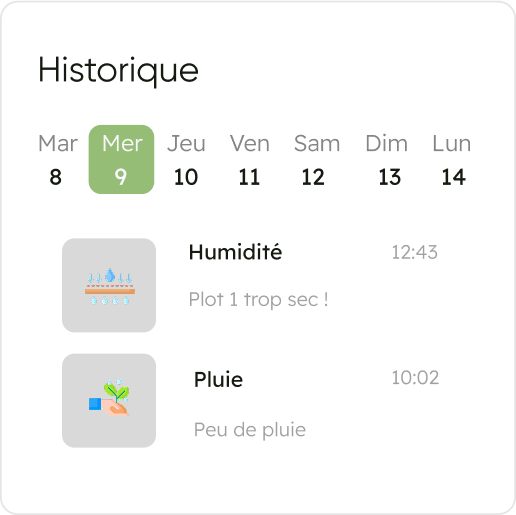 Historique
Mar Mer Jeu Ven Sam Dim Lun
8 9 10 11 12 13 14
Humidité 12:43
Plot 1 trop sec !
Pluie 10:02
Peu de pluie